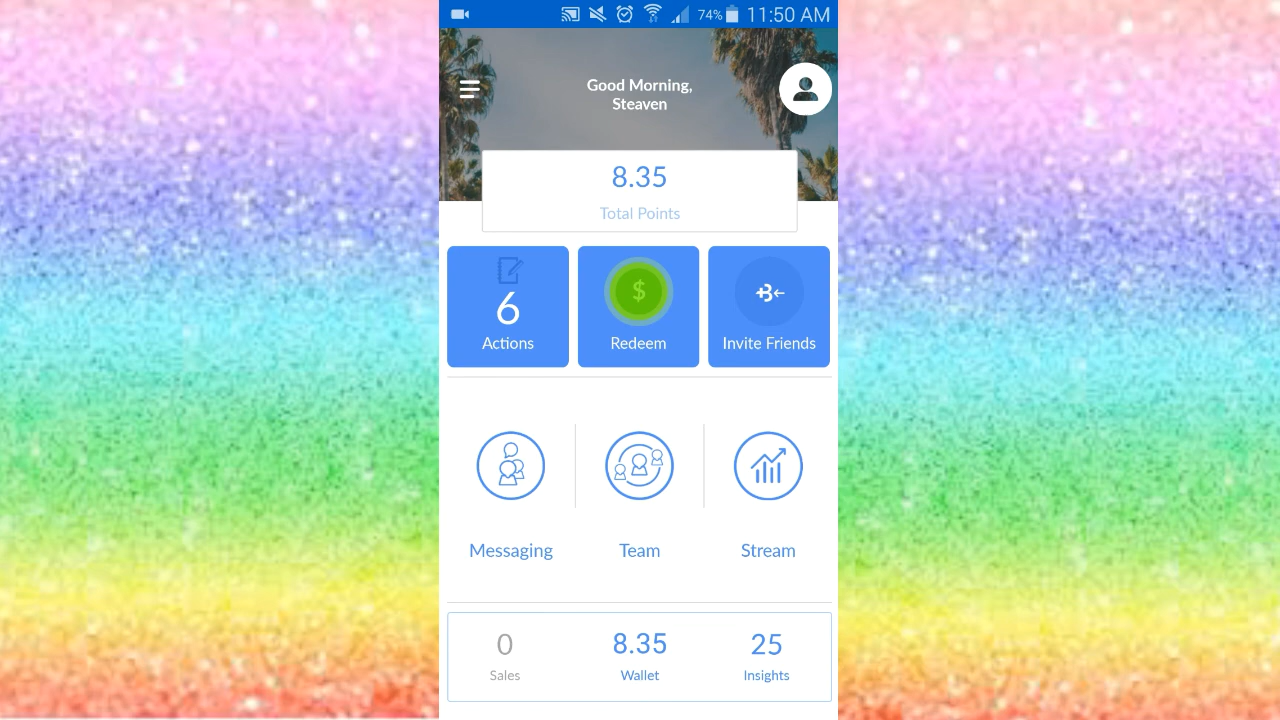 74% 11:50 AM
Good Morning,
Steaven
8.35
Total Points
6
$
Actions
Redeem
Invite Friends
Messaging
Team
Stream
0
8.35
25
Sales
Wallet
Insights